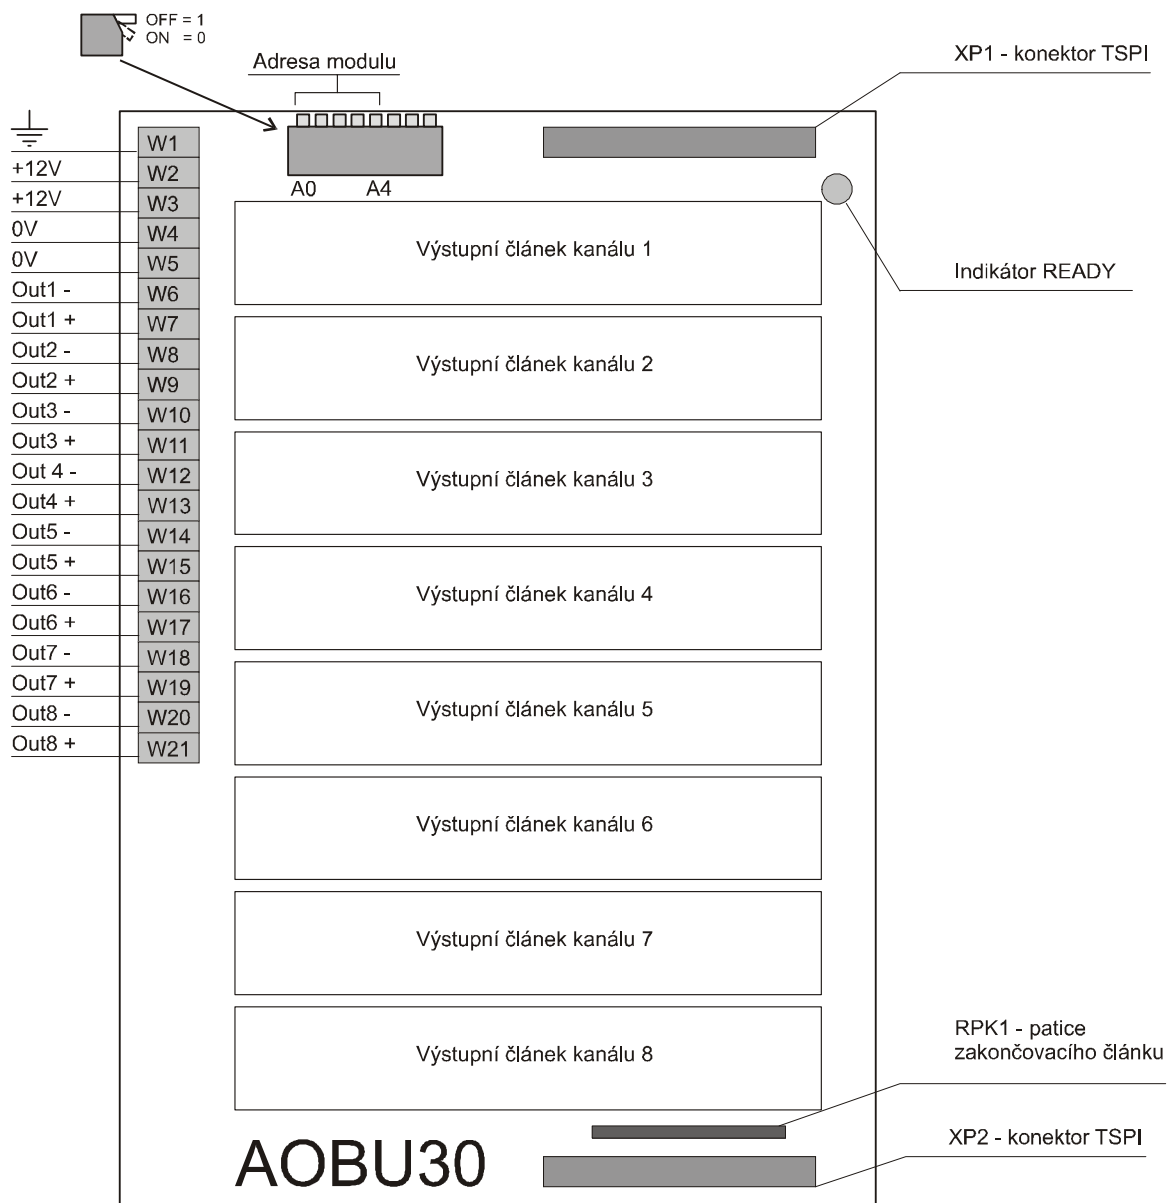 OFF = 1
ON = 0
Adresa modulu
XP1 - konektor TSPI
A0 A4
Indikátor READY
W1
+12V W2
+12V W3
0V W4
0V W5
Out1 - W6
Out1 + W7
Out2 - W8
Out2 + W9
Out3 - W10
Out3 + W11
Out 4 - W12
Out4 + W13
Out5 - W14
Out5 + W15
Out6 - W16
Out6 + W17
Out7 - W18
Out7 + W19
Out8 - W20
Out8 + W21
Výstupní článek kanálu 1
Výstupní článek kanálu 2
Výstupní článek kanálu 3
Výstupní článek kanálu 4
Výstupní článek kanálu 5
Výstupní článek kanálu 6
Výstupní článek kanálu 7
Výstupní článek kanálu 8
RPK1 - patice
zakončovacího článku
AOBU30
XP2 - konektor TSPI